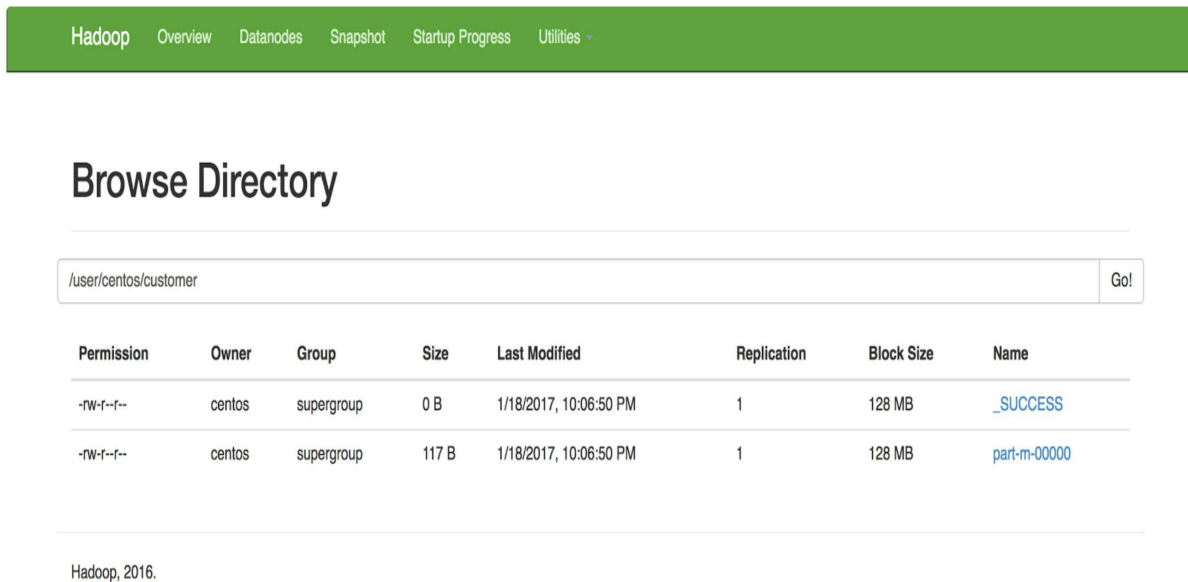 Hadoop Overview Datanodes Snapshot Startup Progress Utilities
Browse Directory
/user/centos/customer Go!
Permission Owner Group Size Last Modified Replication Block Size Name
-rw-r--r-- centos supergroup 0 B 1/18/2017, 10:06:50 PM 1 128 MB _SUCCESS
-rw-r--r-- centos supergroup 117 B 1/18/2017, 10:06:50 PM 1 128 MB part-m-00000
Hadoop, 2016.